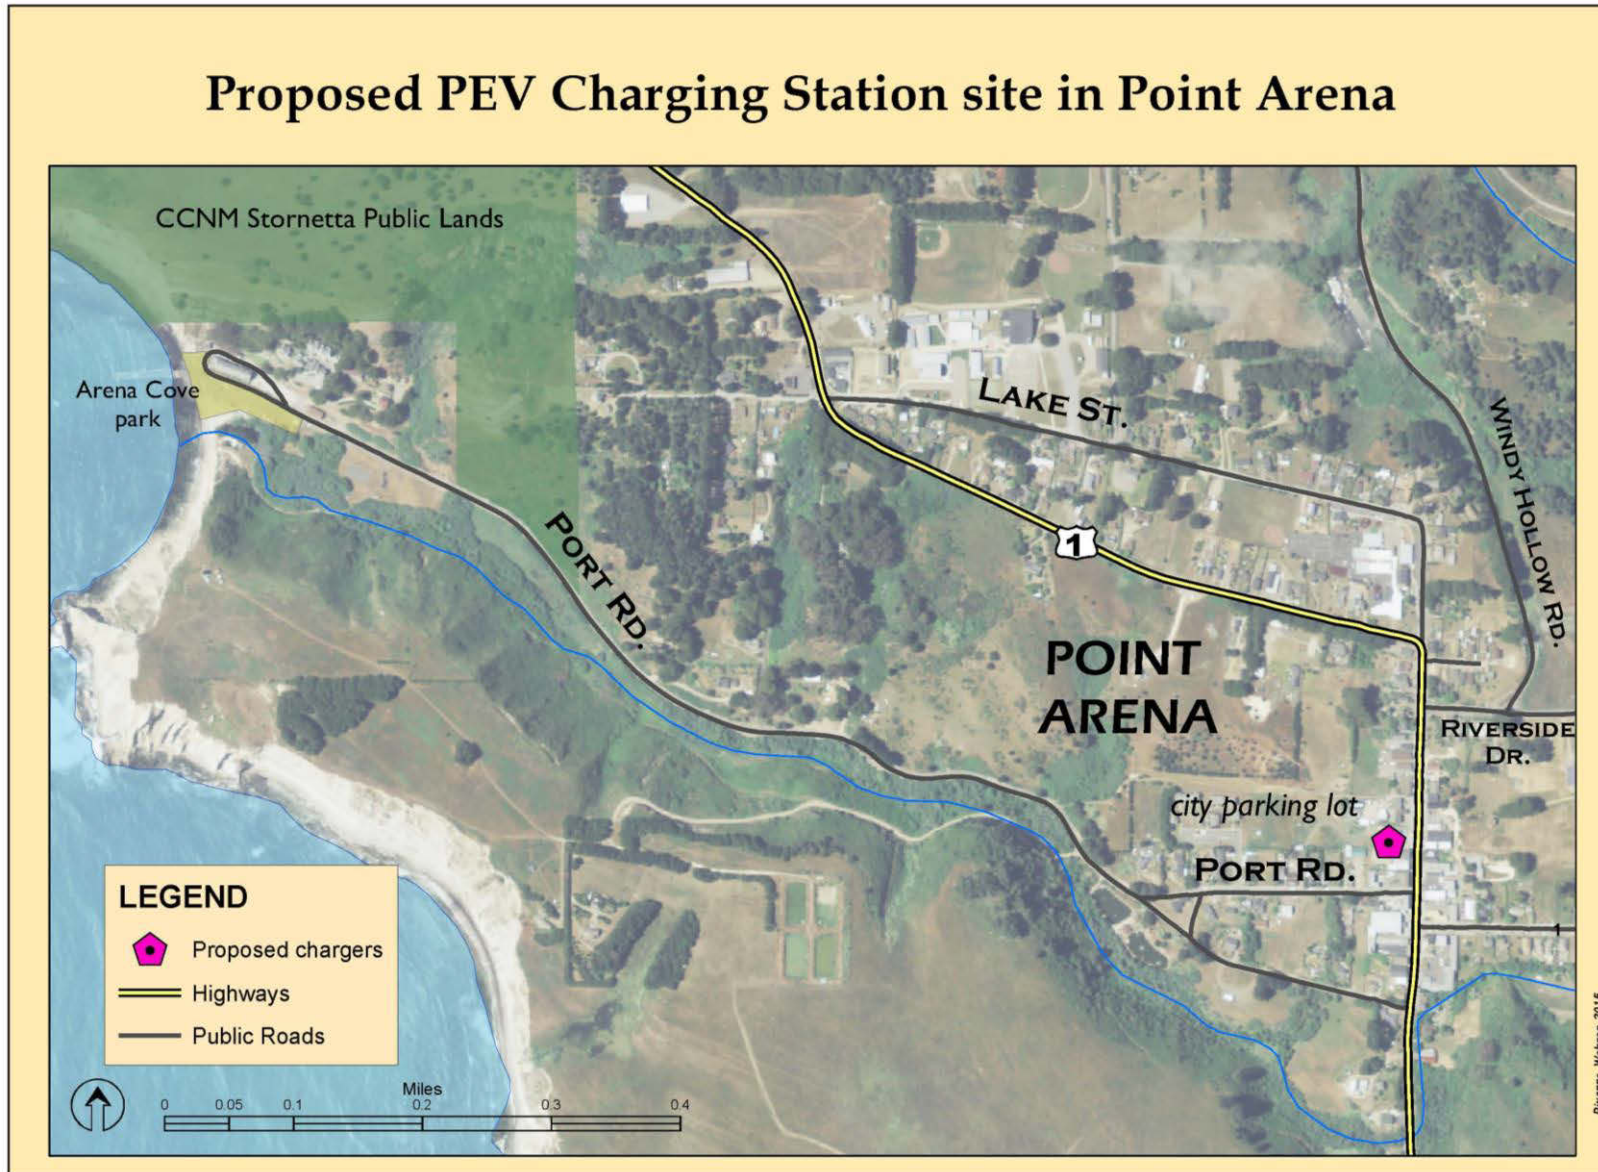 Proposed PEV Charging Station site in Point Arena
CCNM Stornetta Public Lands
Arena Cove
park
LAKE ST.
WINDY HOLLOW RD.
PORT RD.
1
POINT
ARENA
RIVERSIDE
DR.
city parking lot
PORT RD.
1
LEGEND
Proposed chargers
Highways
Public Roads
Miles
0 0.05 0.1 0.2 0.3 0.4